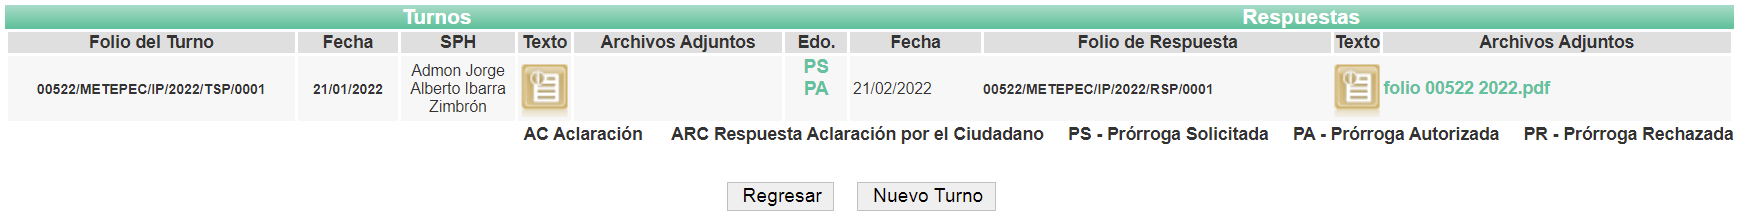 Turnos Respuestas
Folio del Turno Fecha SPH Texto Archivos Adjuntos Edo. Fecha Folio de Respuesta Texto Archivos Adjuntos
00522/METEPEC/IP/2022/TSP/0001 21/01/2022
Admon Jorge
Alberto Ibarra
Zimbrón
PS
PA
21/02/2022 00522/METEPEC/IP/2022/RSP/0001 folio 00522 2022.pdf
AC Aclaración ARC Respuesta Aclaración por el Ciudadano PS - Prórroga Solicitada PA - Prórroga Autorizada PR - Prórroga Rechazada
Regresar Nuevo Turno